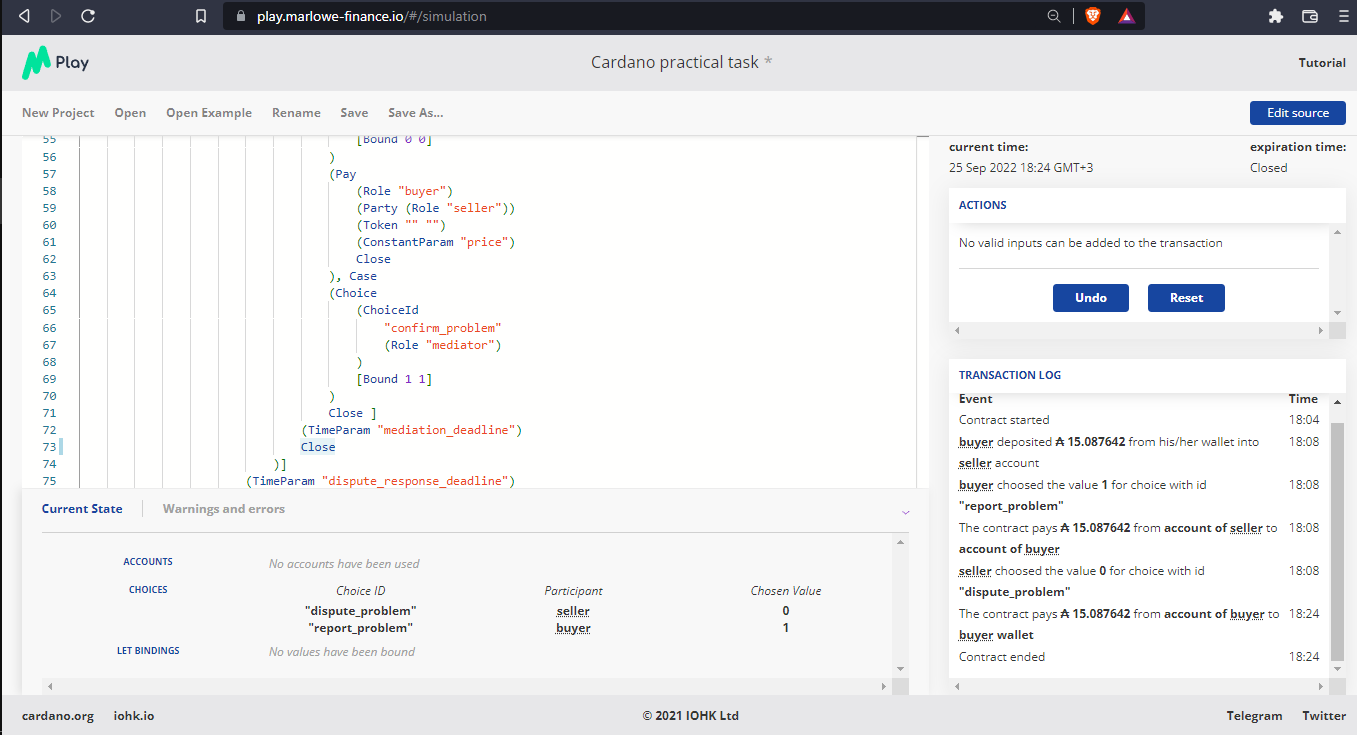 play.marlowe-finance.io/#/simulation
Play
Cardano practical task *
Tutorial
New Project Open Open Example Rename Save Save As...
Edit source
55 [Bound 0 0]
56 )
57 (Pay
58 (Role "buyer")
59 (Party (Role "seller"))
60 (Token "" "")
61 (ConstantParam "price")
62 Close
63 ), Case
64 (Choice
65 (ChoiceId
66 "confirm_problem"
67 (Role "mediator")
68 )
69 [Bound 1 1]
70 )
71 Close ]
72 (TimeParam "mediation_deadline")
73 Close
74 )]
75 (TimeParam "dispute_response_deadline")
current time: expiration time:
25 Sep 2022 18:24 GMT+3 Closed
ACTIONS
No valid inputs can be added to the transaction
Undo Reset
TRANSACTION LOG
Event Time
Contract started 18:04
buyer deposited ₳ 15.087642 from his/her wallet into 18:08
seller account
buyer choosed the value 1 for choice with id 18:08
"report_problem"
The contract pays ₳ 15.087642 from account of seller to 18:08
account of buyer
seller choosed the value 0 for choice with id 18:08
"dispute_problem"
The contract pays ₳ 15.087642 from account of buyer to 18:24
buyer wallet
Contract ended 18:24
Current State Warnings and errors
ACCOUNTS No accounts have been used
CHOICES Choice ID Participant Chosen Value
"dispute_problem" seller 0
"report_problem" buyer 1
LET BINDINGS No values have been bound
cardano.org iohk.io
© 2021 IOHK Ltd
Telegram Twitter